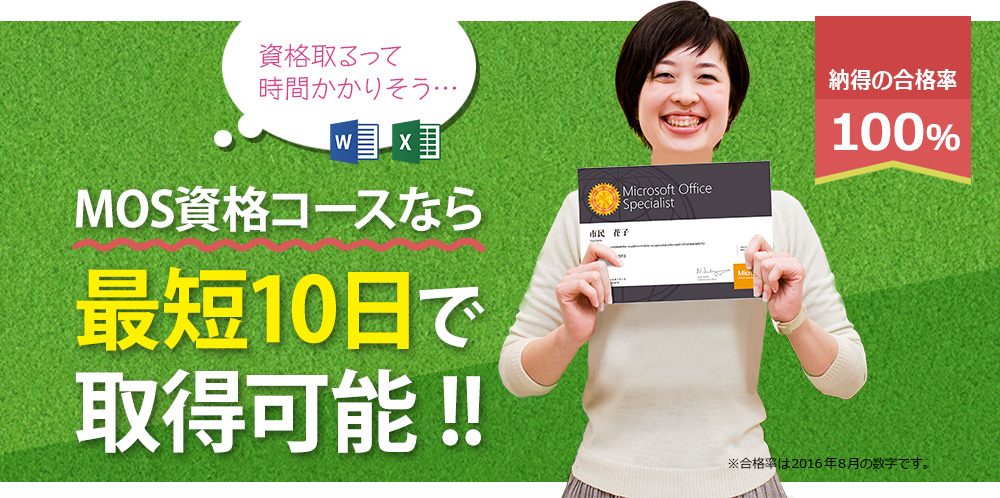 資格取るって
時間かかりそう…
W
X
MOS資格コースなら
最短10日で
取得可能!!
納得の合格率
100%
Microsoft Office
Specialist
市民 花子
※合格率は2016年8月の数字です。